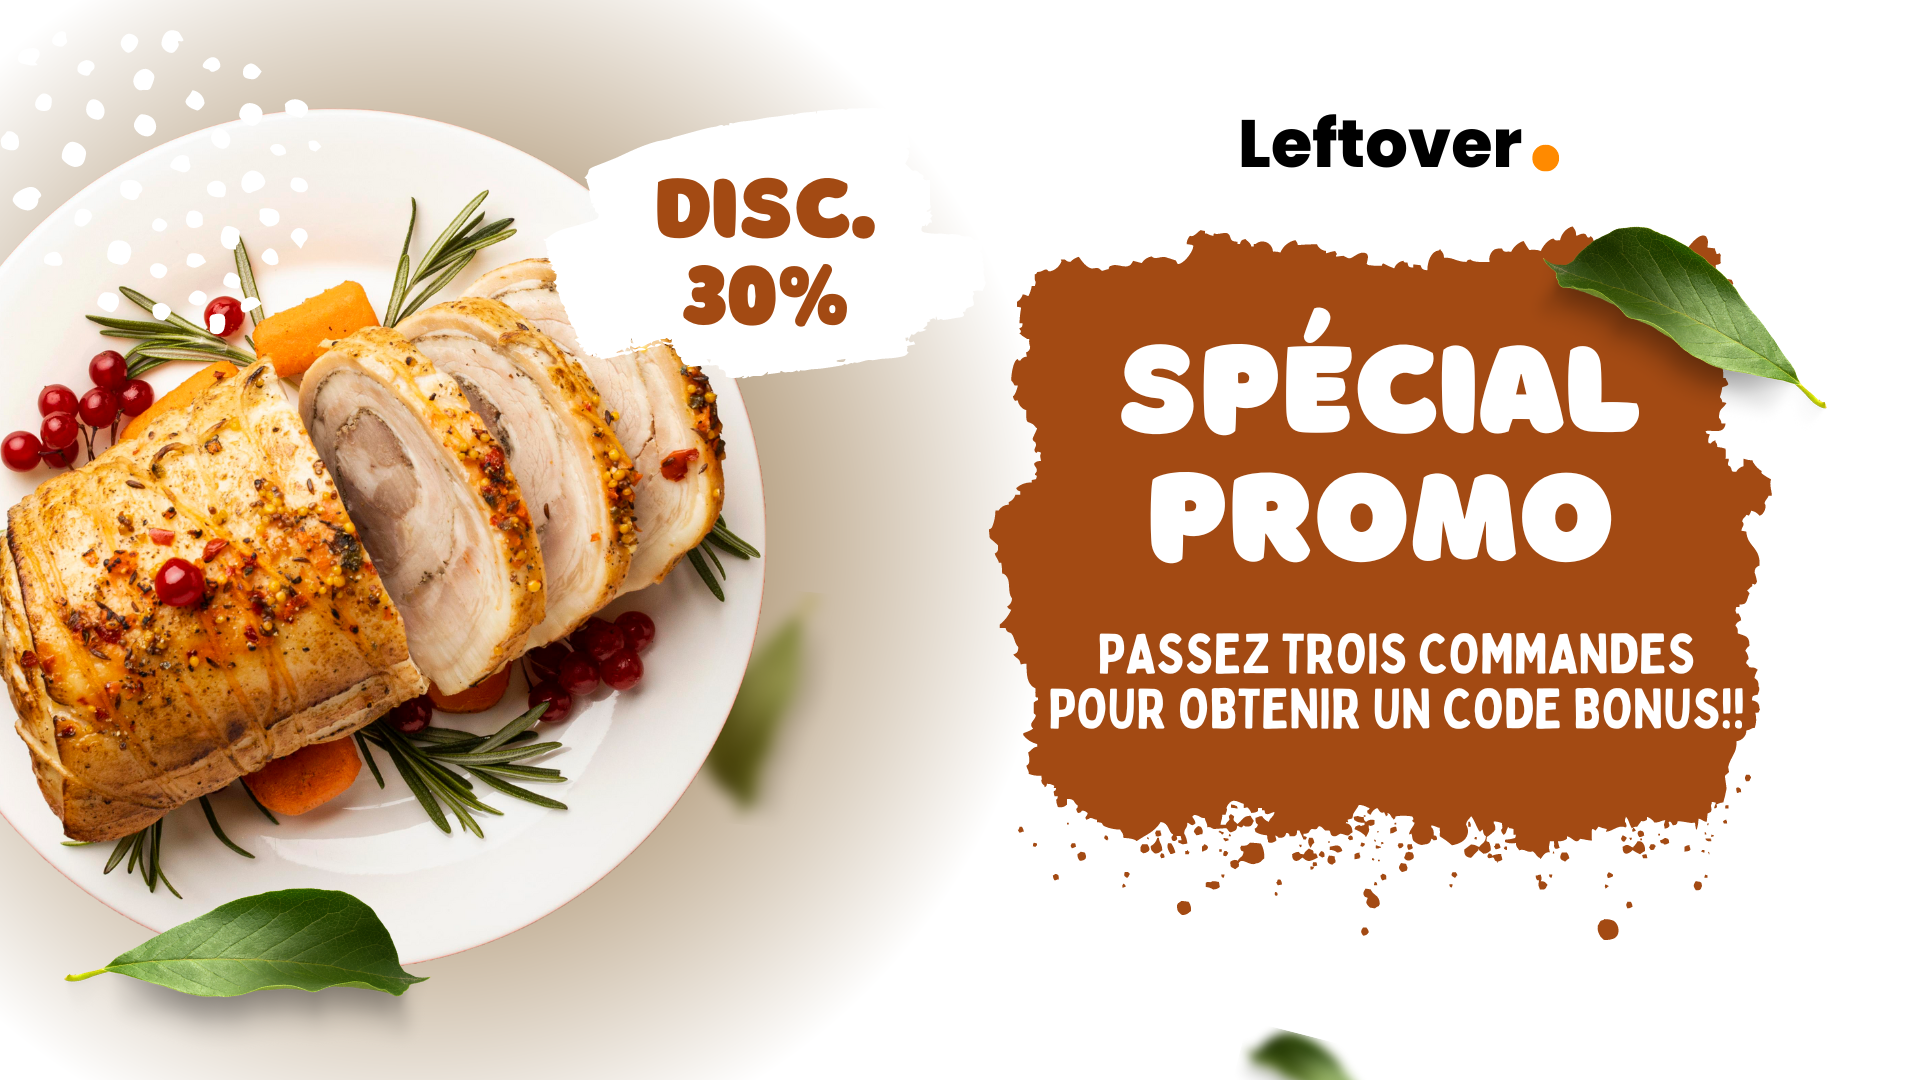 DISC.
30%
Leftover.
SPÉCIAL
PROMO
PASSEZ TROIS COMMANDES
POUR OBTENIR UN CODE BONUS!!